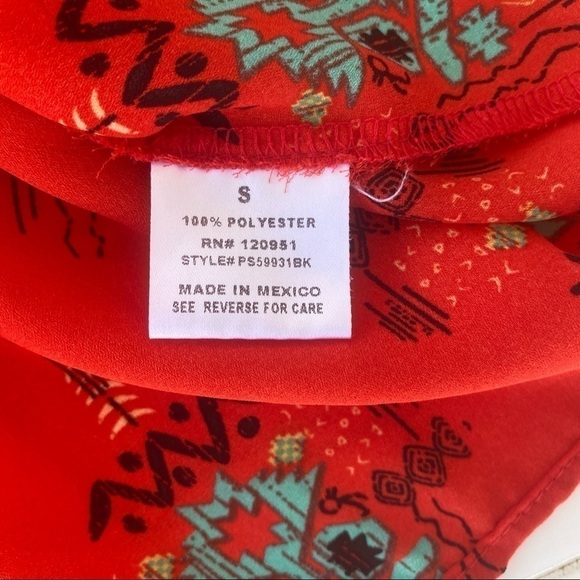 S
100% POLYESTER
RN# 120951
STYLE# PS59931BK
MADE IN MEXICO
SEE REVERSE FOR CARE